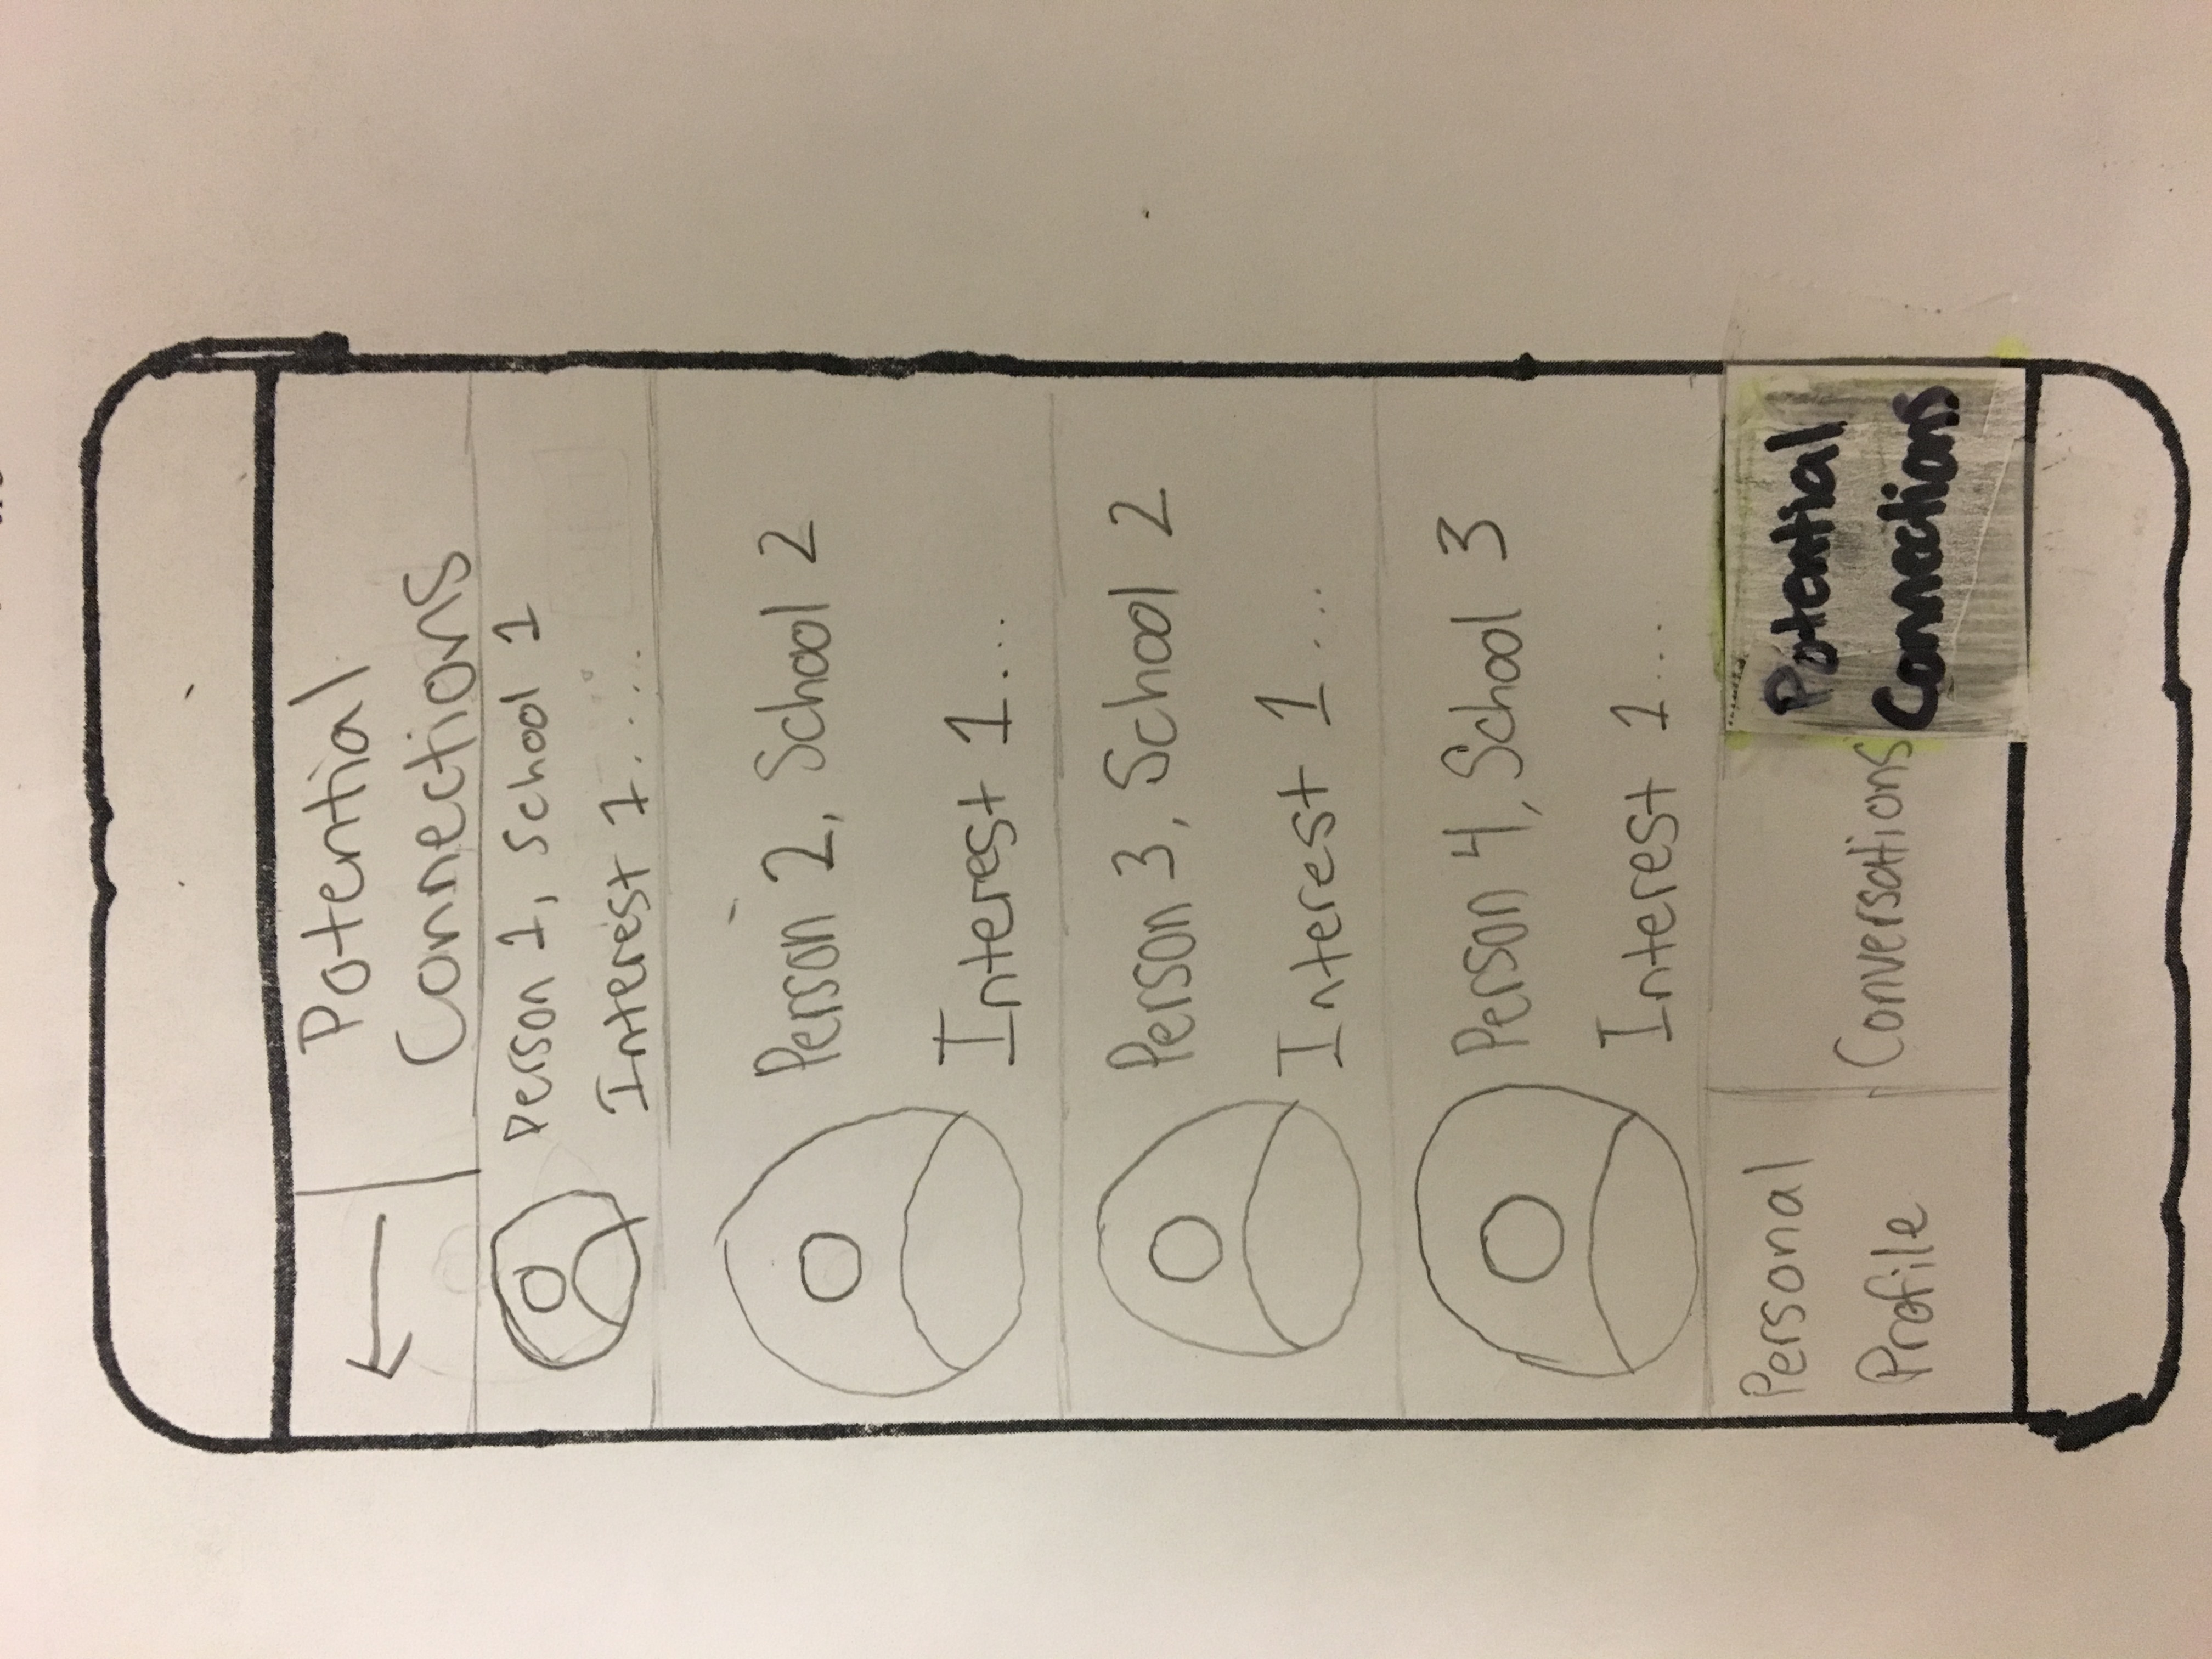 Potential
Connections
Person 1, School 1
Interest 1.....
Person 2, School 2
Interest 1...
Person 3, School 2
Interest 1...
Person 4, School 3
Interest 1....
Personal
Profile
Conversations
Potential
Connections